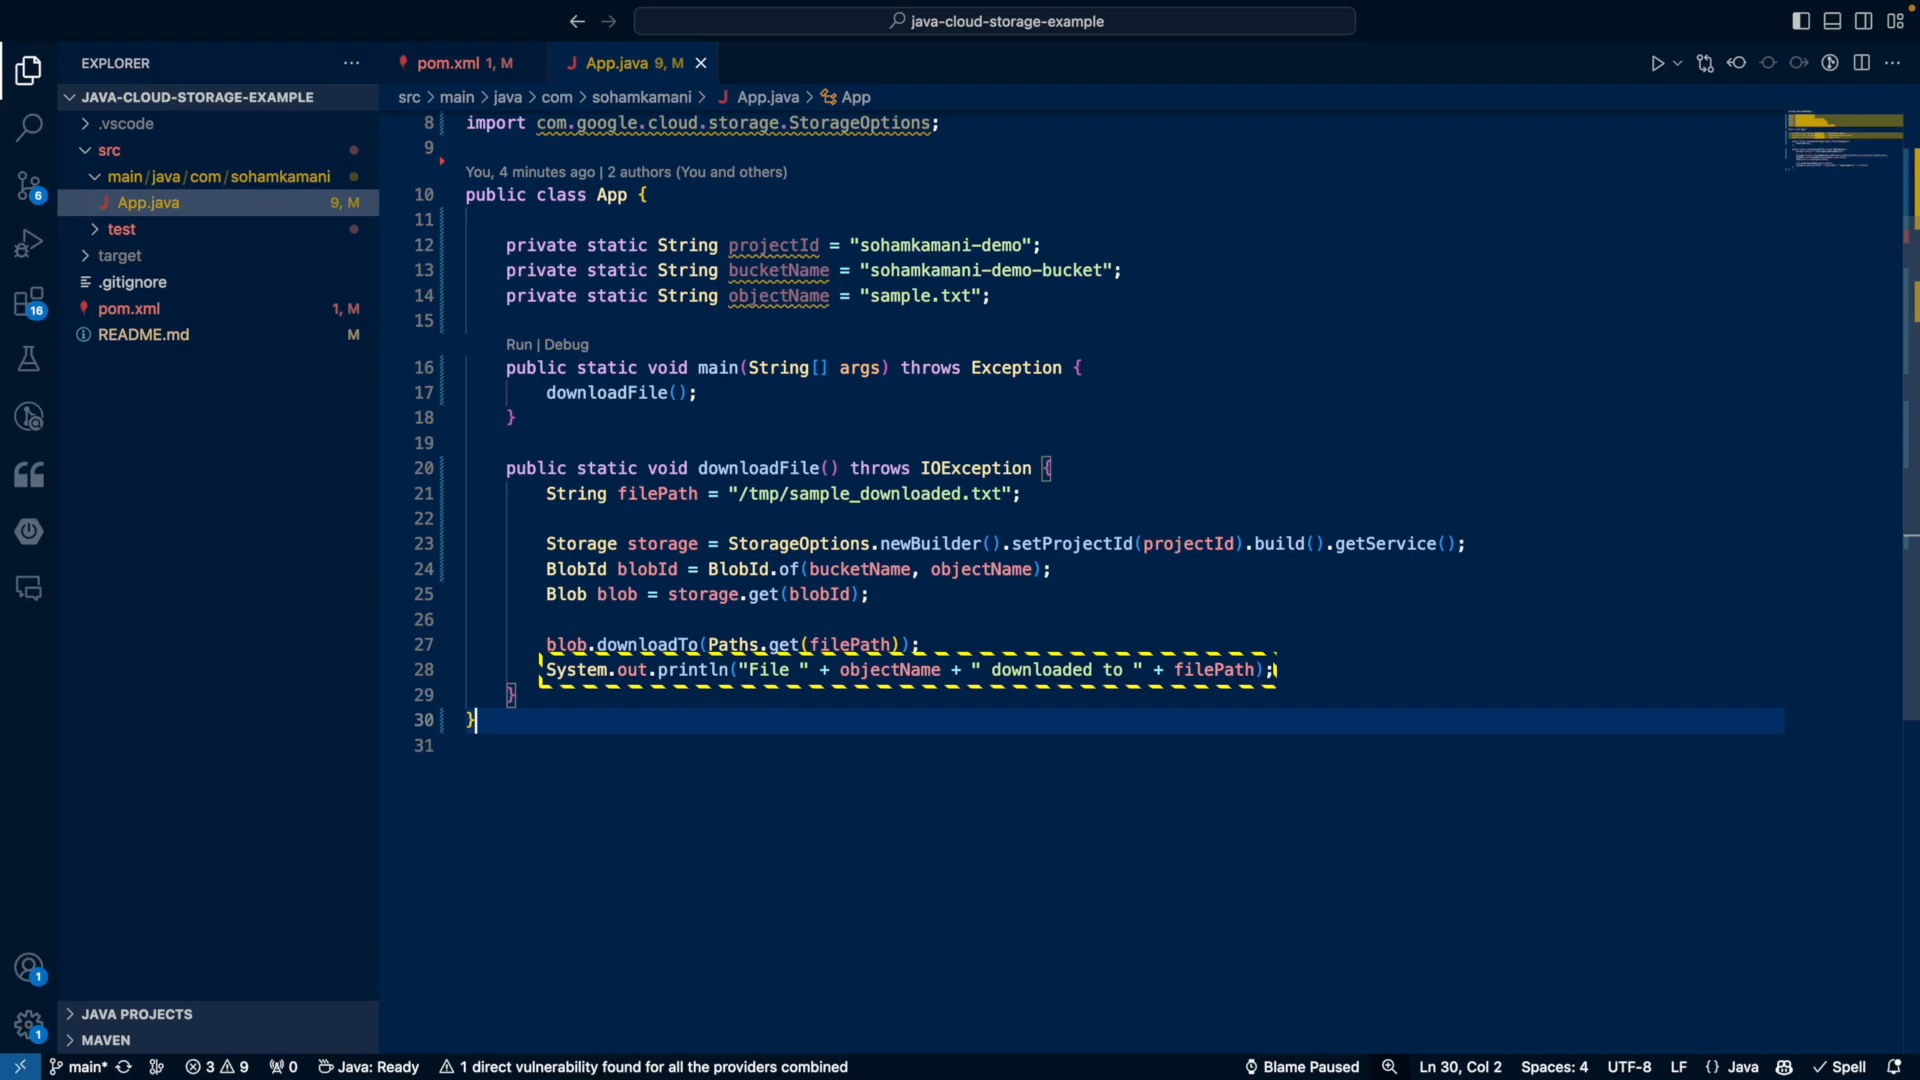 java-cloud-storage-example
EXPLORER
JAVA-CLOUD-STORAGE-EXAMPLE
.vscode
src
main/java/com/sohamkamani
App.java 9, M
test
target
.gitignore
pom.xml 1, M
README.md M
6
16
1
1
JAVA PROJECTS
MAVEN
pom.xml 1, M
App.java 9, M
src > main > java > com > sohamkamani > App.java > App
8 import com.google.cloud.storage.StorageOptions;
9
You, 4 minutes ago | 2 authors (You and others)
10 public class App {
11
12 private static String projectId = "sohamkamani-demo";
13 private static String bucketName = "sohamkamani-demo-bucket";
14 private static String objectName = "sample.txt";
15
Run | Debug
16 public static void main(String[] args) throws Exception {
17 downloadFile();
18 }
19
20 public static void downloadFile() throws IOException {
21 String filePath = "/tmp/sample_downloaded.txt";
22
23 Storage storage = StorageOptions.newBuilder().setProjectId(projectId).build().getService();
24 BlobId blobId = BlobId.of(bucketName, objectName);
25 Blob blob = storage.get(blobId);
26
27 blob.downloadTo(Paths.get(filePath));
28 System.out.println("File " + objectName + " downloaded to " + filePath);
29 }
30 }
31
main* 3 9 0 Java: Ready 1 direct vulnerability found for all the providers combined Blame Paused Ln 30, Col 2 Spaces: 4 UTF-8 LF {} Java Spell